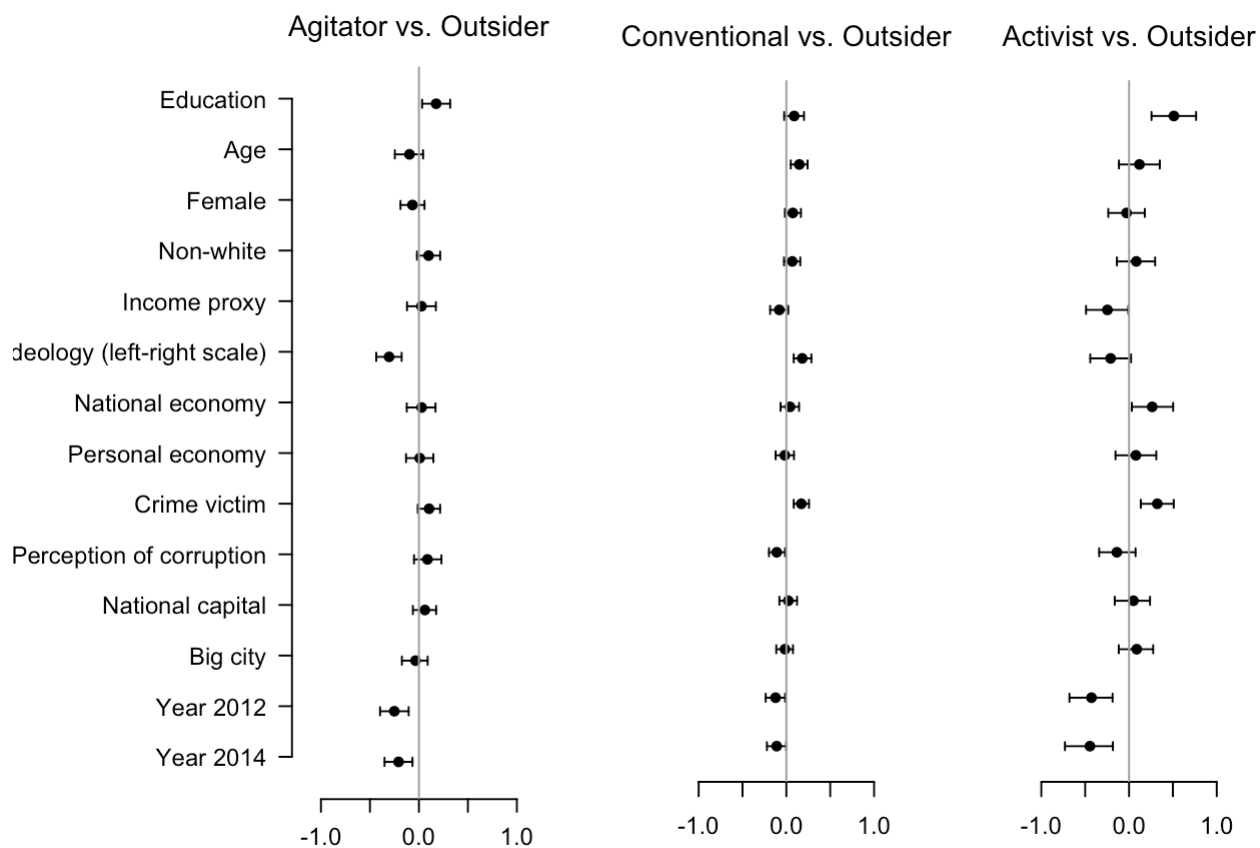 Agitator vs. Outsider
Conventional vs. Outsider
Activist vs. Outsider
Education
Age
Female
Non-white
Income proxy
deology (left-right scale)
National economy
Personal economy
Crime victim
Perception of corruption
National capital
Big city
Year 2012
Year 2014
-1.0 0.0 1.0
-1.0 0.0 1.0
-1.0 0.0 1.0